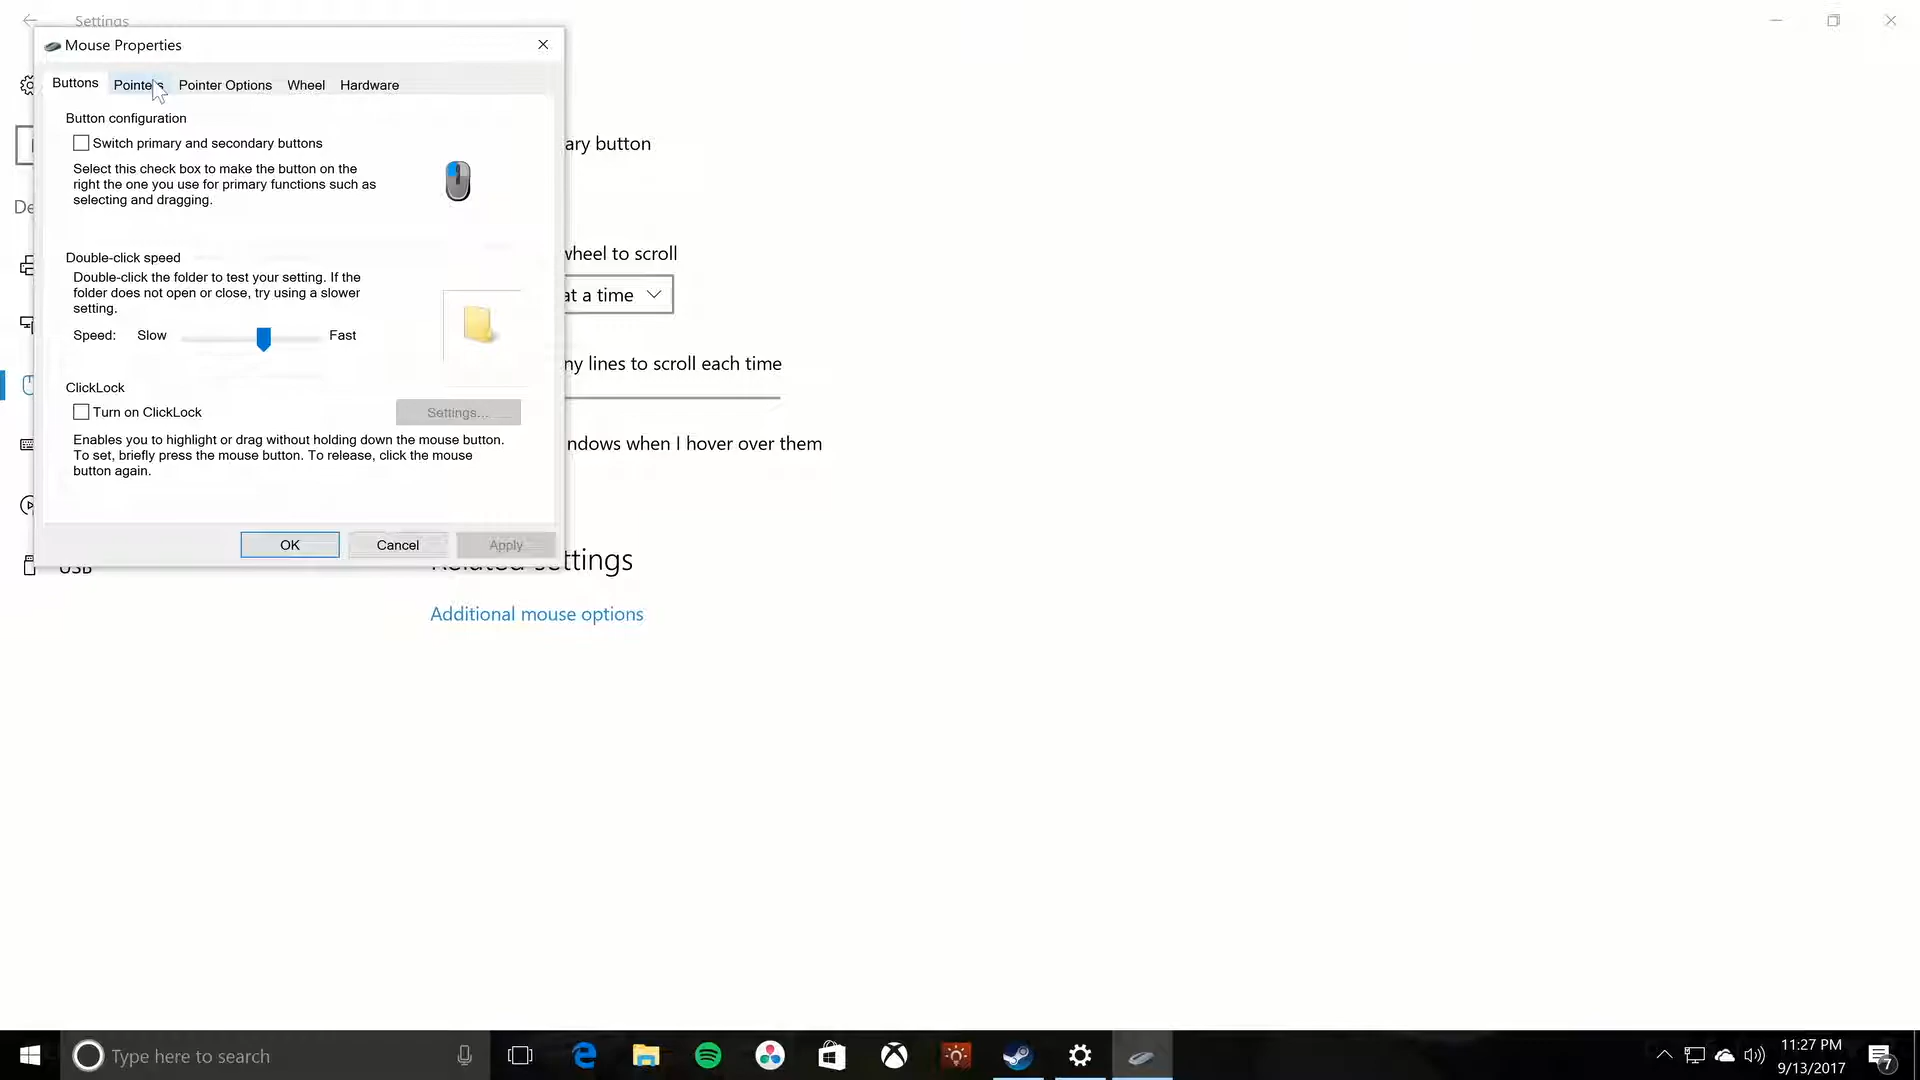 Settings
Mouse Properties
Buttons
Pointers
Pointer Options
Wheel
Hardware
Button configuration
Switch primary and secondary buttons
Select this check box to make the button on the
right the one you use for primary functions such as
selecting and dragging.
ary button
De
Double-click speed
Double-click the folder to test your setting. If the
folder does not open or close, try using a slower
setting.
Speed:
Slow
Fast
wheel to scroll
at a time
ny lines to scroll each time
ClickLock
Turn on ClickLock
Settings...
Enables you to highlight or drag without holding down the mouse button.
To set, briefly press the mouse button. To release, click the mouse
button again.
ndows when I hover over them
OK
Cancel
Apply
USB
Related settings
Additional mouse options
Type here to search
11:27 PM
9/13/2017
7